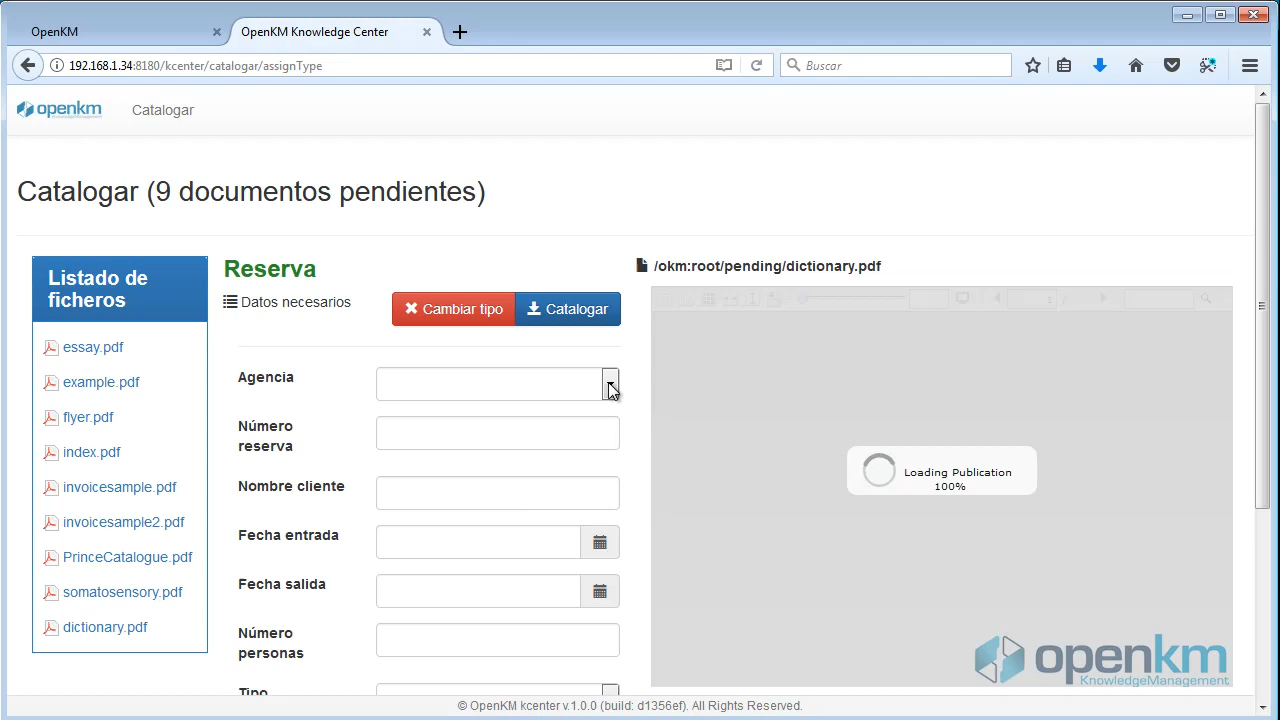 OpenKM
OpenKM Knowledge Center
192.168.1.34:8180/kcenter/catalogar/assignType
Buscar
openkm
Catalogar
Catalogar (9 documentos pendientes)
Listado de
ficheros
essay.pdf
example.pdf
flyer.pdf
index.pdf
invoicesample.pdf
invoicesample2.pdf
PrinceCatalogue.pdf
somatosensory.pdf
dictionary.pdf
Reserva
Datos necesarios
Cambiar tipo
Catalogar
Agencia
Número
reserva
Nombre cliente
Fecha entrada
Fecha salida
Número
personas
Tipo
/okm:root/pending/dictionary.pdf
Loading Publication
100%
openkm
KnowledgeManagement
© OpenKM kcenter v.1.0.0 (build: d1356ef). All Rights Reserved.